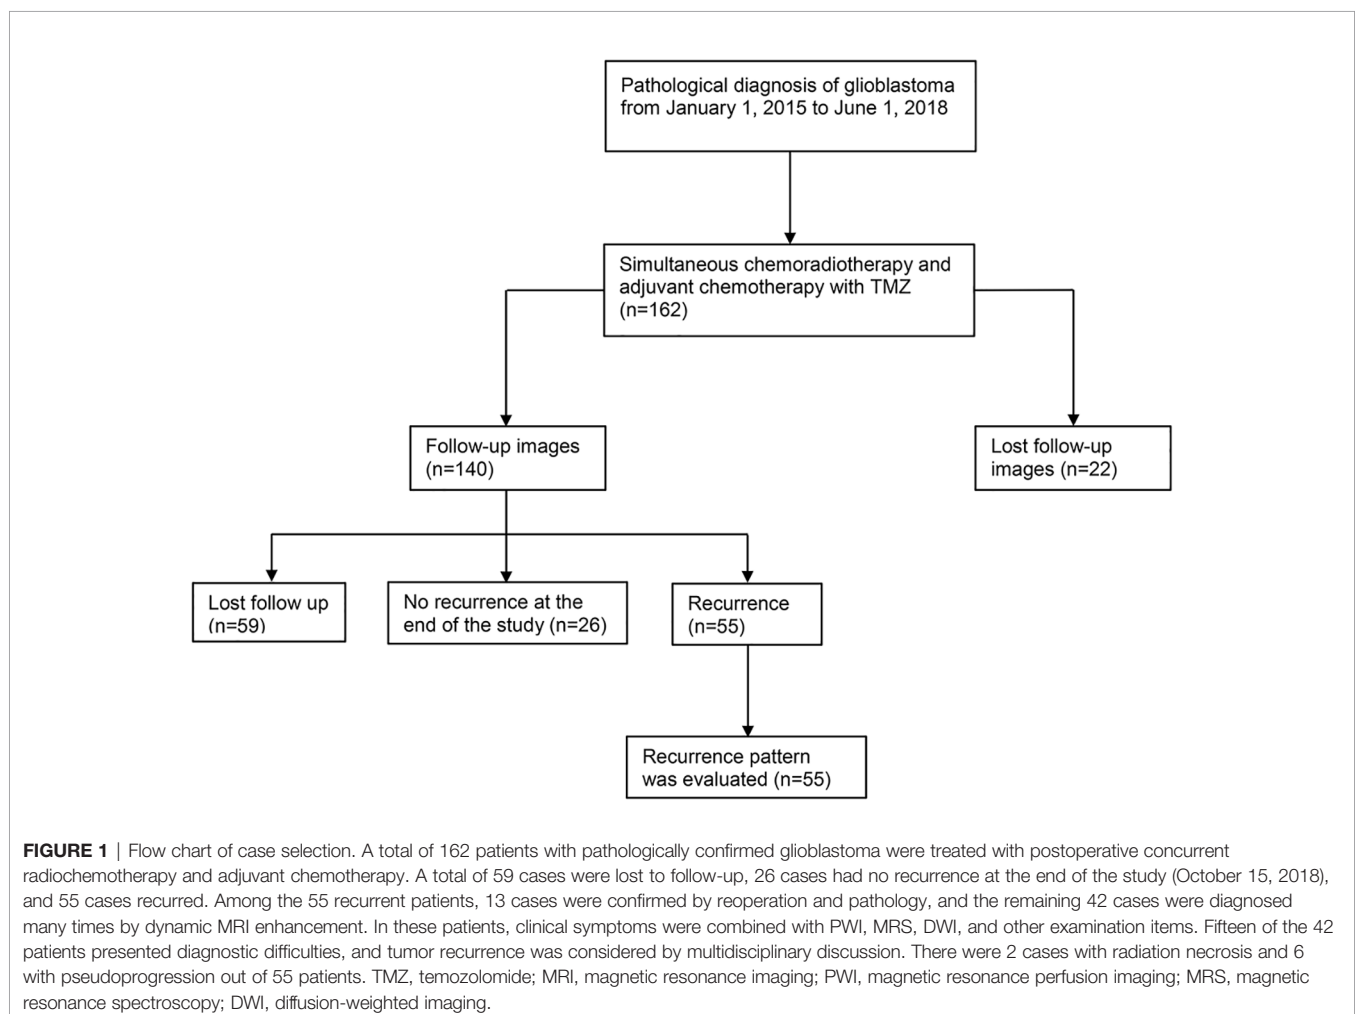 Pathological diagnosis of glioblastoma
from January 1, 2015 to June 1, 2018
Simultaneous chemoradiotherapy and
adjuvant chemotherapy with TMZ
(n=162)
Follow-up images
(n=140)
Lost follow-up
images (n=22)
Lost follow up
(n=59)
No recurrence at the
end of the study (n=26)
Recurrence
(n=55)
Recurrence pattern
was evaluated (n=55)
FIGURE 1 | Flow chart of case selection. A total of 162 patients with pathologically confirmed glioblastoma were treated with postoperative concurrent
radiochemotherapy and adjuvant chemotherapy. A total of 59 cases were lost to follow-up, 26 cases had no recurrence at the end of the study (October 15, 2018),
and 55 cases recurred. Among the 55 recurrent patients, 13 cases were confirmed by reoperation and pathology, and the remaining 42 cases were diagnosed
many times by dynamic MRI enhancement. In these patients, clinical symptoms were combined with PWI, MRS, DWI, and other examination items. Fifteen of the 42
patients presented diagnostic difficulties, and tumor recurrence was considered by multidisciplinary discussion. There were 2 cases with radiation necrosis and 6
with pseudoprogression out of 55 patients. TMZ, temozolomide; MRI, magnetic resonance imaging; PWI, magnetic resonance perfusion imaging; MRS, magnetic
resonance spectroscopy; DWI, diffusion-weighted imaging.